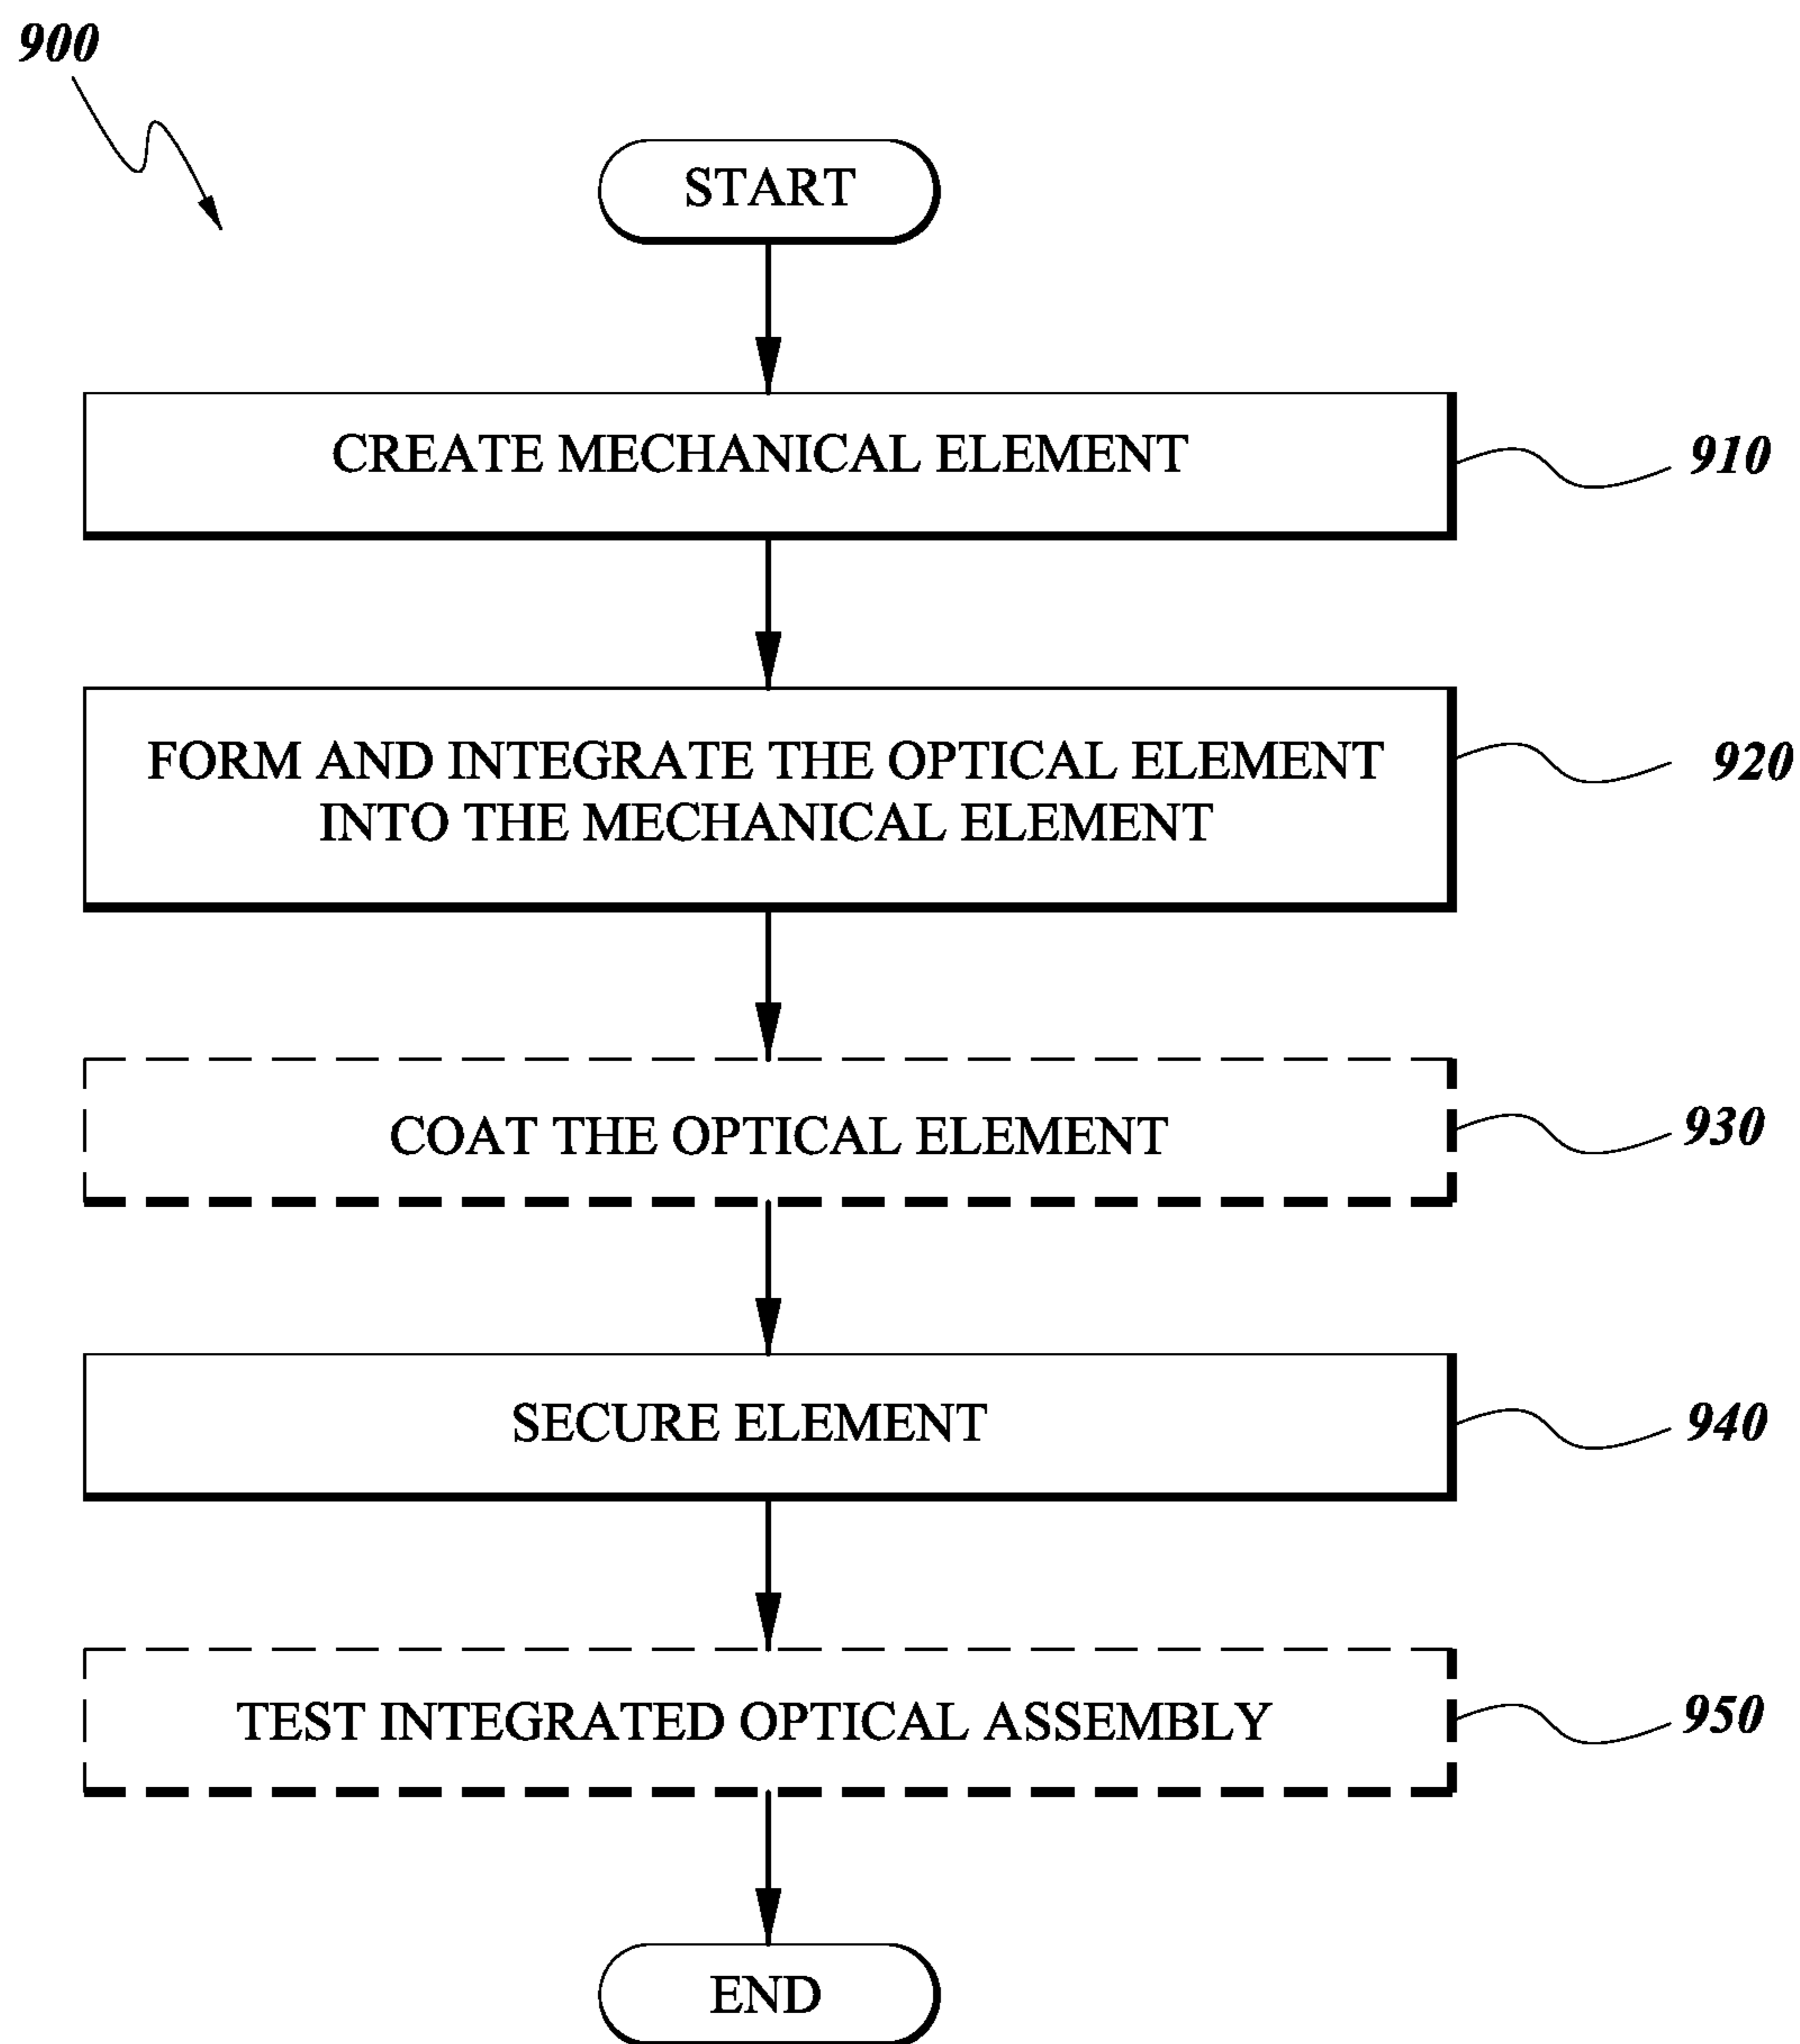 900
START
CREATE MECHANICAL ELEMENT
910
FORM AND INTEGRATE THE OPTICAL ELEMENT
INTO THE MECHANICAL ELEMENT
920
COAT THE OPTICAL ELEMENT
930
SECURE ELEMENT
940
TEST INTEGRATED OPTICAL ASSEMBLY
950
END